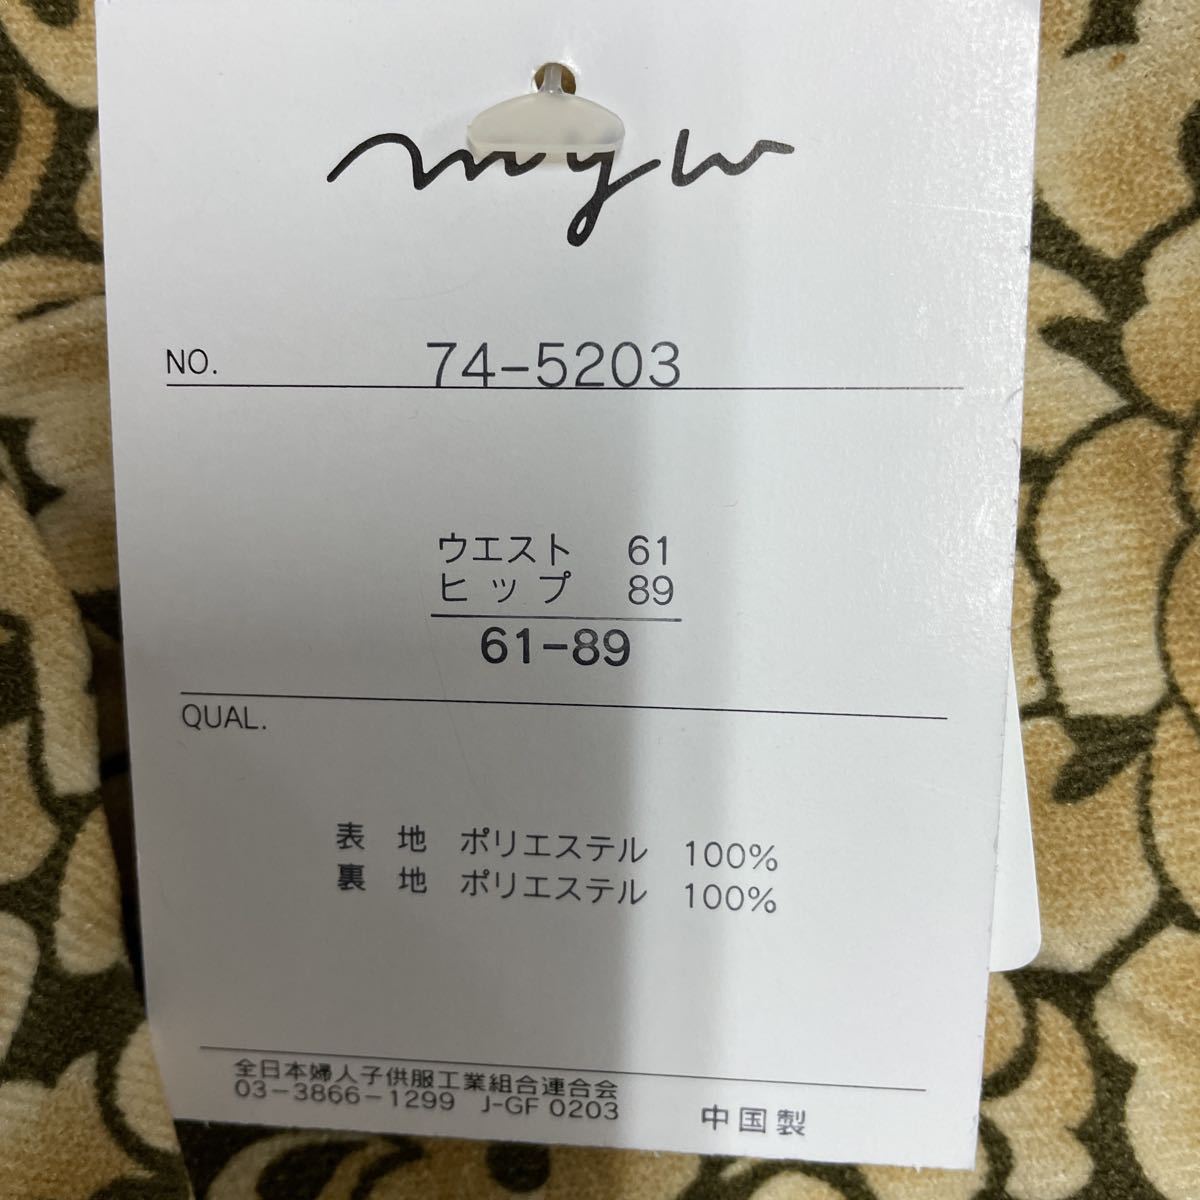 myw
NO. 74-5203
ウエスト 61
ヒップ 89
61-89
QUAL.
表地 ポリエステル 100%
裏地 ポリエステル 100%
全日本婦人子供服工業組合連合会
03-3866-1299 J-GF 0203
中国製